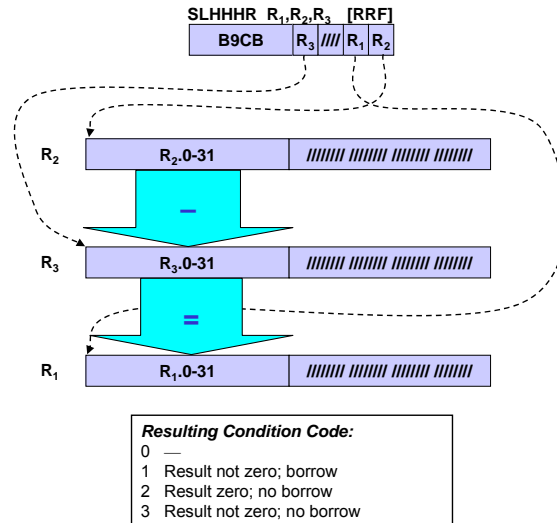 SLHHHR R1,R2,R3 [RRF]
B9CB R3 //// R1 R2
R2 R2.0-31 //////// //////// //////// ////////
–
R3 R3.0-31 //////// //////// //////// ////////
=
R1 R1.0-31 //////// //////// //////// ////////
Resulting Condition Code:
0 —
1 Result not zero; borrow
2 Result zero; no borrow
3 Result not zero; no borrow